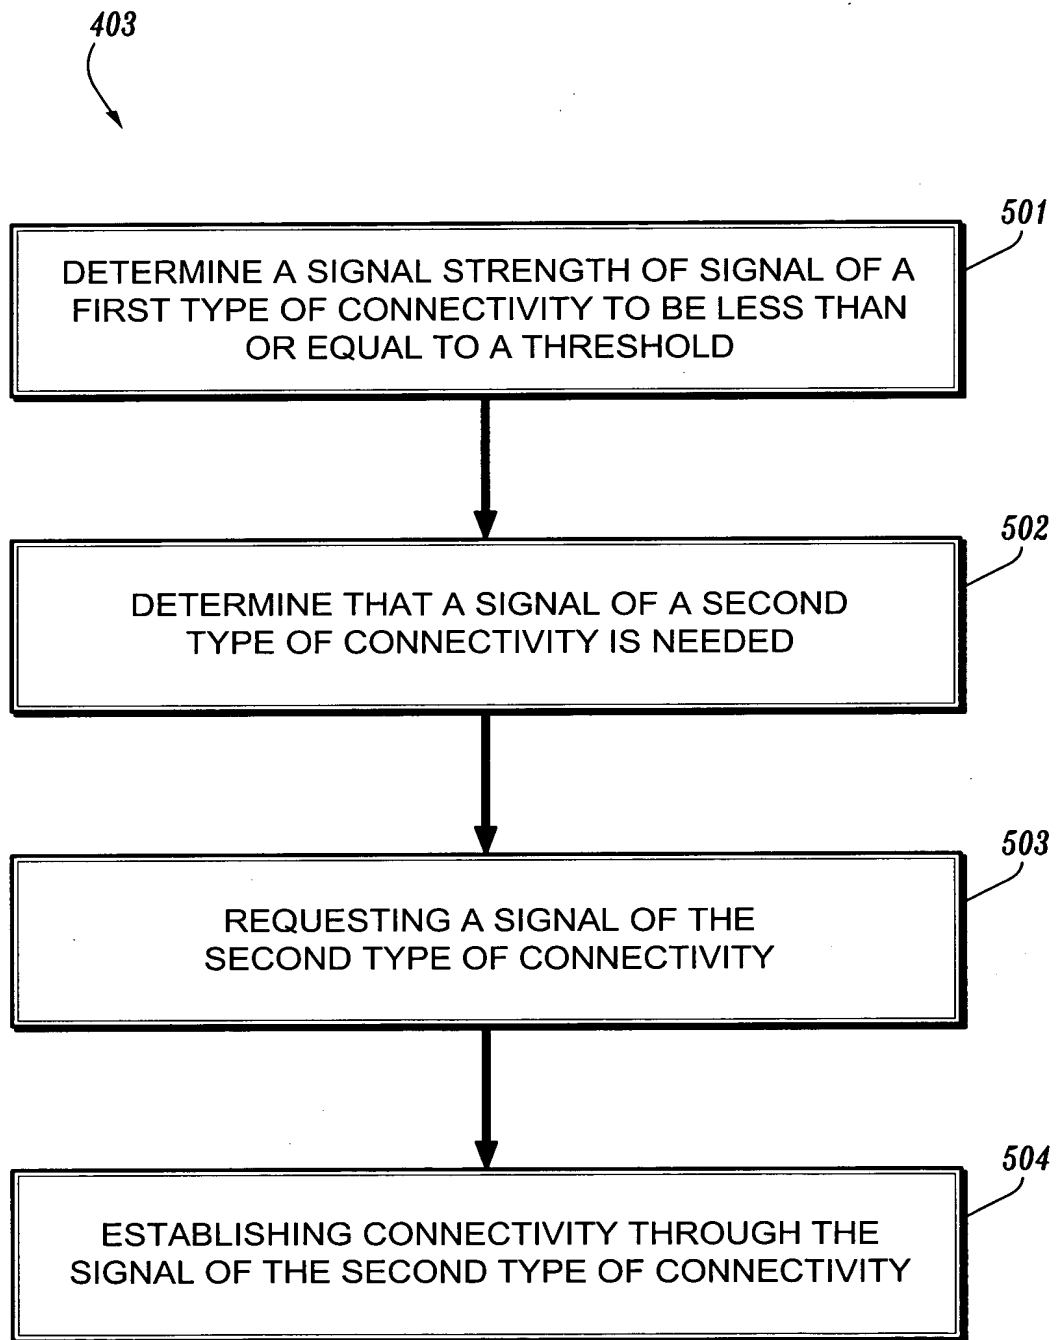 403
501
DETERMINE A SIGNAL STRENGTH OF SIGNAL OF A
FIRST TYPE OF CONNECTIVITY TO BE LESS THAN
OR EQUAL TO A THRESHOLD
502
DETERMINE THAT A SIGNAL OF A SECOND
TYPE OF CONNECTIVITY IS NEEDED
503
REQUESTING A SIGNAL OF THE
SECOND TYPE OF CONNECTIVITY
504
ESTABLISHING CONNECTIVITY THROUGH THE
SIGNAL OF THE SECOND TYPE OF CONNECTIVITY